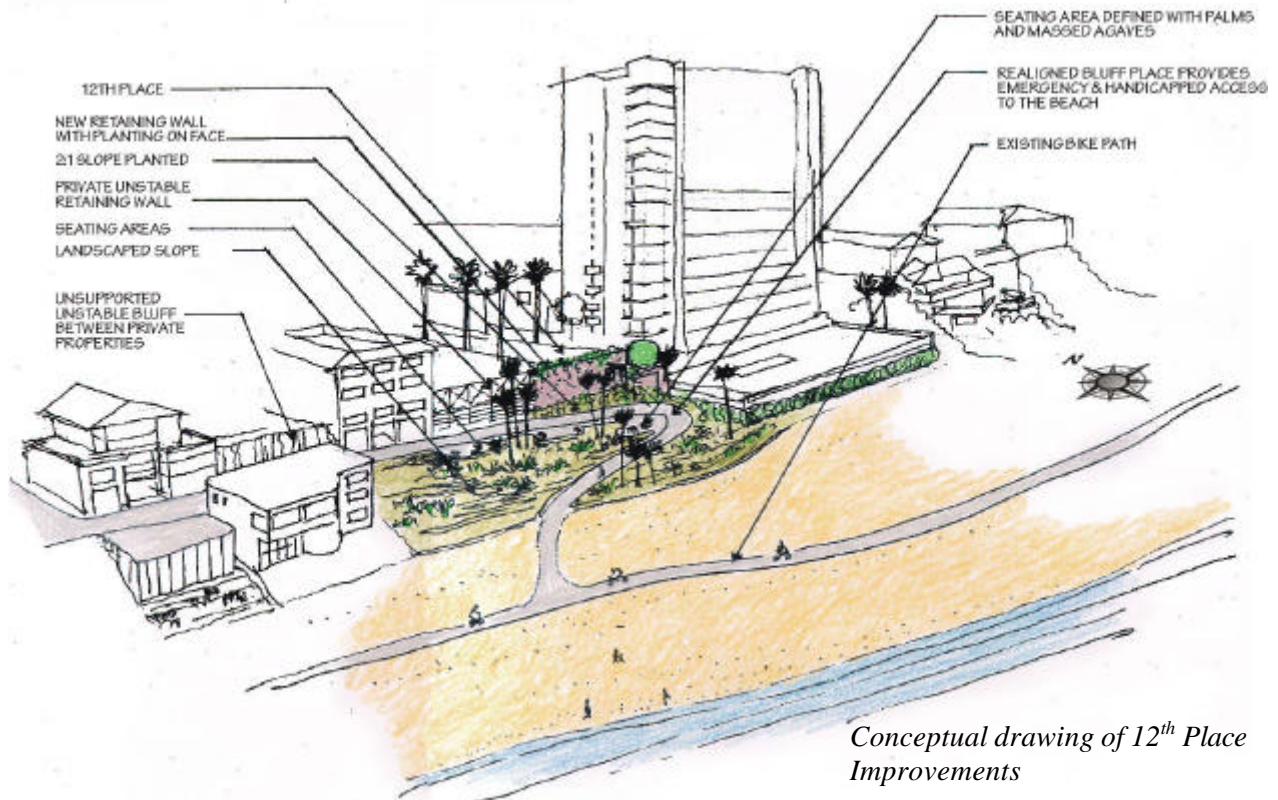 SEATING AREA DEFINED WITH PALMS
AND MASSED AGAVES
REALIGNED BLUFF PLACE PROVIDES
EMERGENCY & HANDICAPPED ACCESS
TO THE BEACH
EXISTING BIKE PATH
12TH PLACE
NEW RETAINING WALL
WITH PLANTING ON FACE
2:1 SLOPE PLANTED
PRIVATE UNSTABLE
RETAINING WALL
SEATING AREAS
LANDSCAPED SLOPE
UNSUPPORTED
UNSTABLE BLUFF
BETWEEN PRIVATE
PROPERTIES
N
Conceptual drawing of 12th Place
Improvements